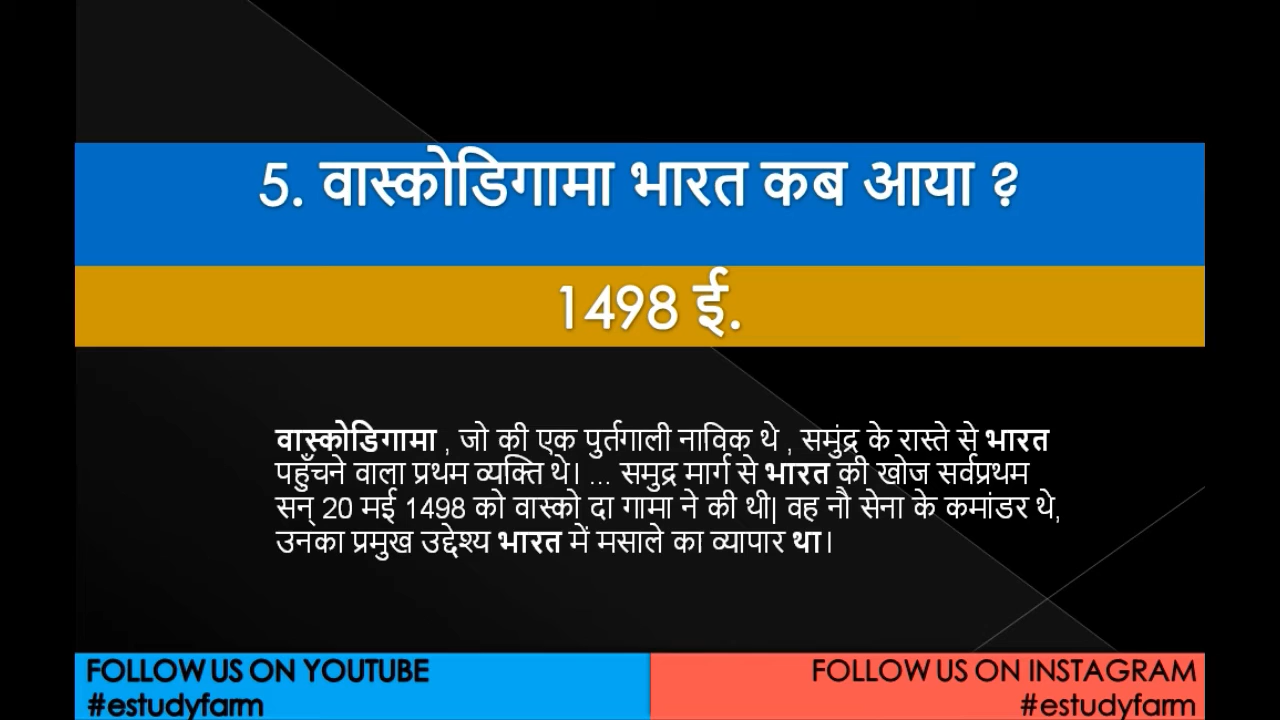 5. वास्कोडिगामा भारत कब आया ?
1498 ई.
वास्कोडिगामा , जो की एक पुर्तगाली नाविक थे , समुंद्र के रास्ते से भारत
पहुँचने वाला प्रथम व्यक्ति थे। ... समुद्र मार्ग से भारत की खोज सर्वप्रथम
सन् 20 मई 1498 को वास्को दा गामा ने की थी| वह नौ सेना के कमांडर थे,
उनका प्रमुख उद्देश्य भारत में मसाले का व्यापार था।
FOLLOW US ON YOUTUBE
#estudyfarm
FOLLOW US ON INSTAGRAM
#estudyfarm